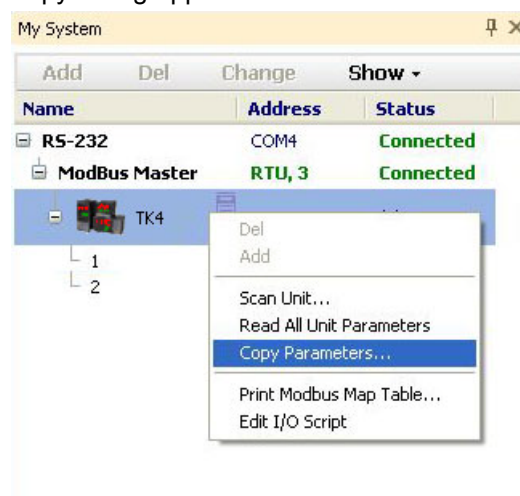 My System
Add Del Change Show
Name Address Status
RS-232 COM4 Connected
ModBus Master RTU, 3 Connected
TK4
1
2
Del
Add
Scan Unit...
Read All Unit Parameters
Copy Parameters...
Print Modbus Map Table...
Edit I/O Script